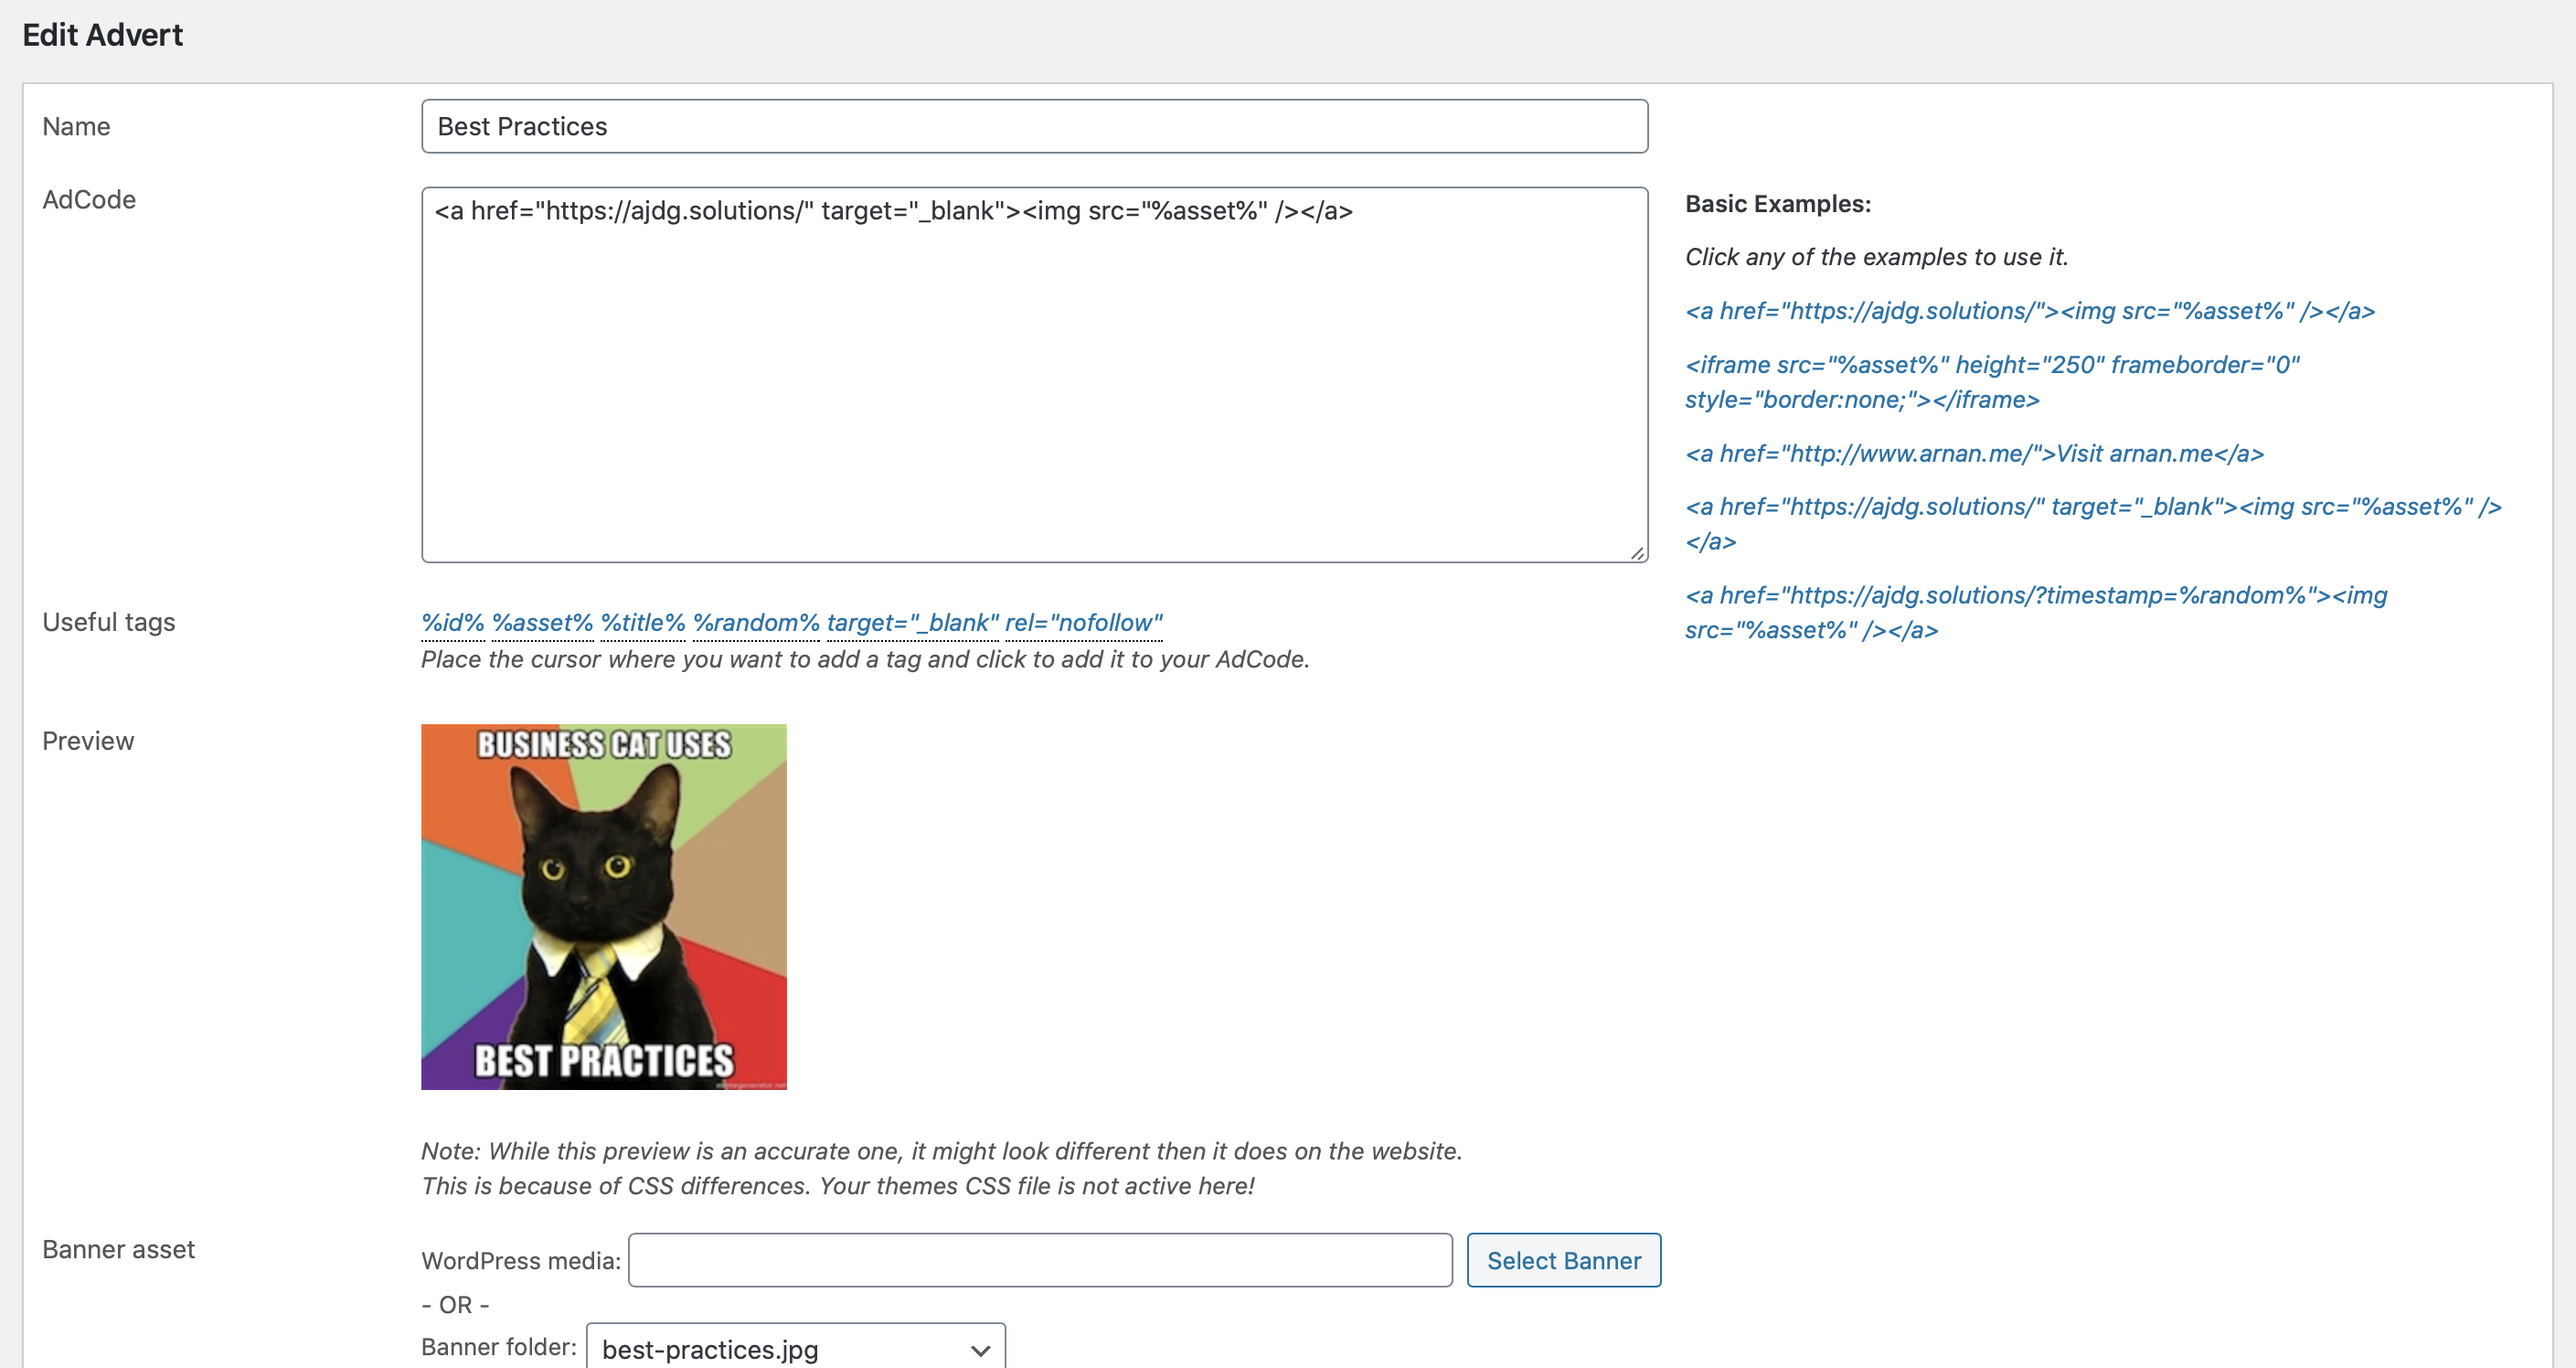 Edit Advert
Name
Best Practices
AdCode
<a href="https://ajdg.solutions/" target="_blank"><img src="%asset%" /></a>
Basic Examples:
Click any of the examples to use it.
<a href="https://ajdg.solutions/"><img src="%asset%" /></a>
<iframe src="%asset%" height="250" frameborder="0"
style="border:none;"></iframe>
<a href="http://www.arnan.me/">Visit arnan.me</a>
<a href="https://ajdg.solutions/" target="_blank"><img src="%asset%" />
</a>
<a href="https://ajdg.solutions/?timestamp=%random%"><img
src="%asset%" /></a>
Useful tags
%id% %asset% %title% %random% target="_blank" rel="nofollow"
Place the cursor where you want to add a tag and click to add it to your AdCode.
Preview
BUSINESS CAT USES
BEST PRACTICES
memegenerator.net
Note: While this preview is an accurate one, it might look different then it does on the website.
This is because of CSS differences. Your themes CSS file is not active here!
Banner asset
WordPress media:
Select Banner
- OR -
Banner folder:
best-practices.jpg